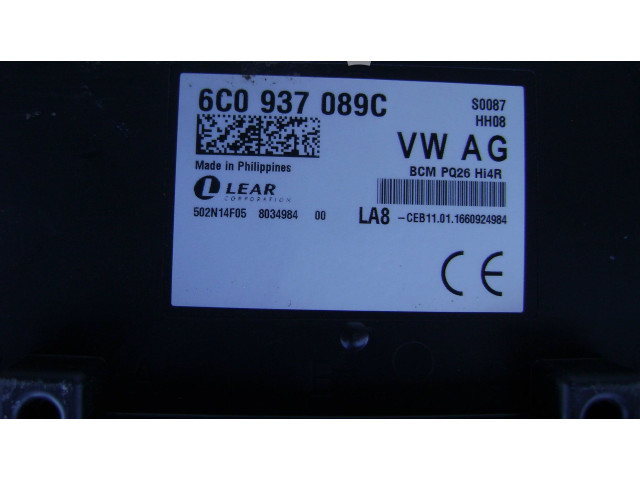 6C0 937 089C
S0087
HH08
VW AG
BCM PQ26 Hi4R
Made in Philippines
LEAR
CORPORATION
502N14F05 8034984 00
LA8 -CEB11.01.1660924984
CE